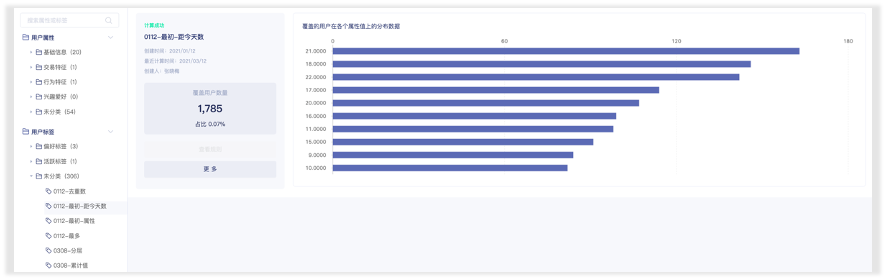 搜索属性或标签
用户属性
基础信息 (20)
交易特征 (1)
行为特征 (1)
兴趣爱好 (0)
未分类 (54)
用户标签
偏好标签 (3)
活跃标签 (1)
未分类 (306)
0112-去重数
0112-最初-距今天数
0112-最初-属性
0112-最多
0308-分组
0308-累计值
计算成功
0112-最初-距今天数
创建时间：2021/01/12
最近计算时间：2021/03/12
创建人：
覆盖用户数量
1,785
占比 0.07%
更多
覆盖的用户在各个属性值上的分布数据
0 60 120 180
21.0000
18.0000
22.0000
17.0000
20.0000
16.0000
11.0000
15.0000
9.0000
10.0000